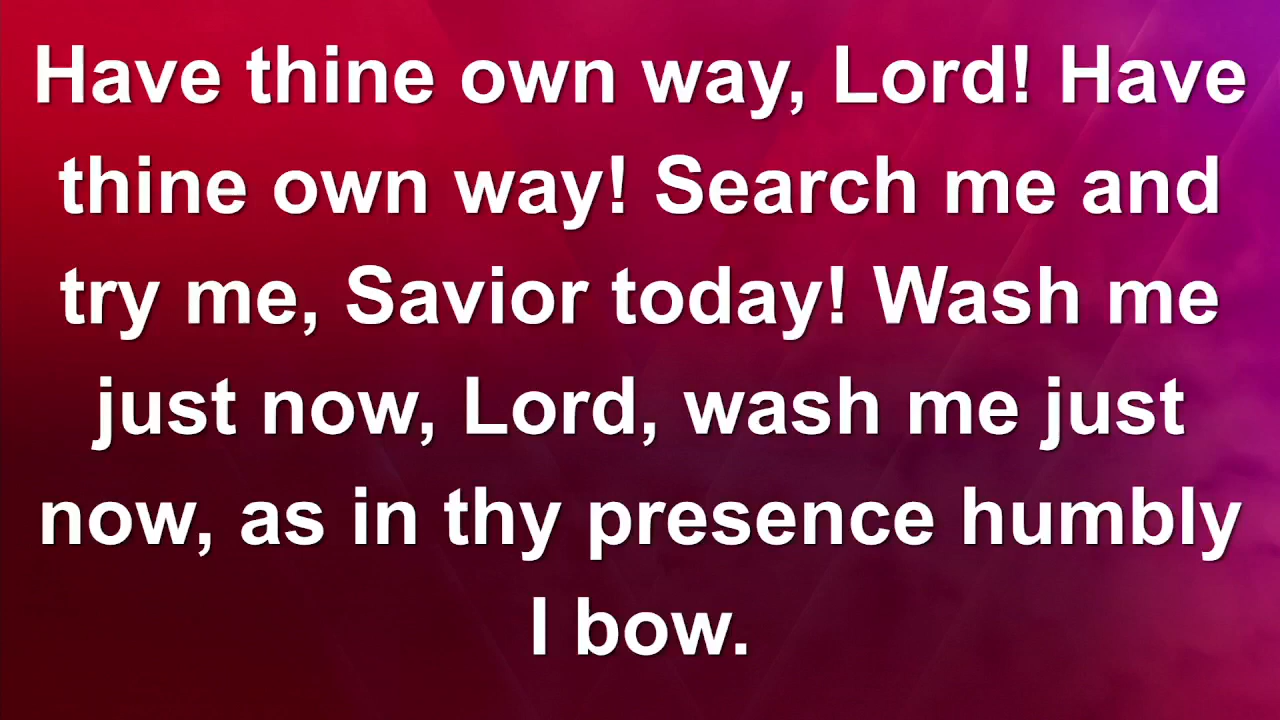 Have thine own way, Lord! Have
thine own way! Search me and
try me, Savior today! Wash me
just now, Lord, wash me just
now, as in thy presence humbly
I bow.